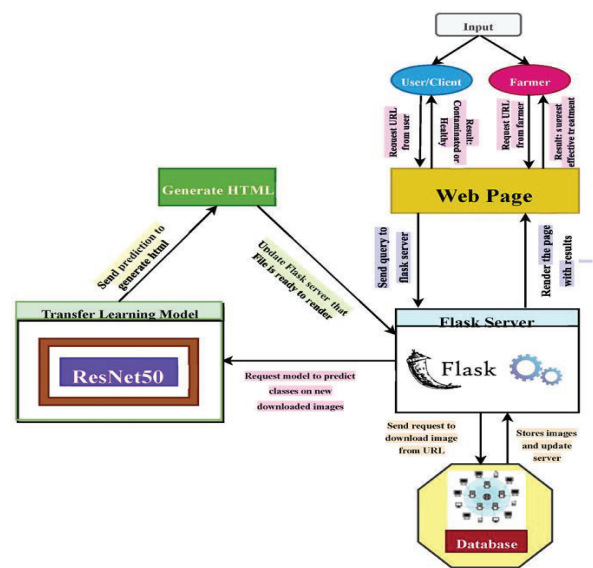 Input
User/Client
Farmer
Request URL
from user
Result:
Contaminated or
Healthy
Request URL
from farmer
Result: suggest
effective treatment
Generate HTML
Web Page
Send prediction to
generate html
Update Flask server that
File is ready to render
Send query to
flask server
Render the page
with results
Transfer Learning Model
ResNet50
Flask Server
Flask
Request model to predict
classes on new
downloaded images
Send request to
download image
from URL
Stores images
and update
server
Database